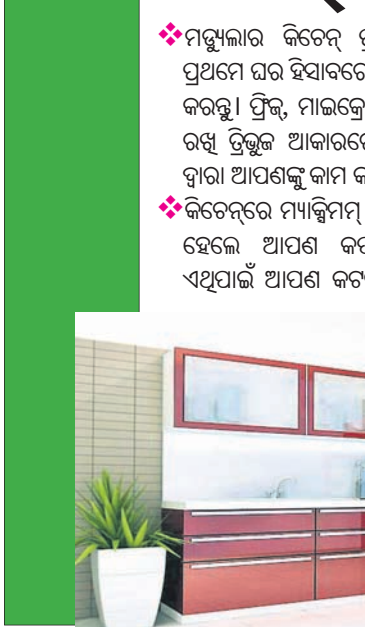 ମଡ୍ୟୁଲାର କିଚେନ୍
ପ୍ରଥମେ ଘର ହିସାବରେ
କରନ୍ତୁ। ଫ୍ରିଜ୍, ମାଇକ୍ରୋ
ରଖି ତ୍ରିଭୁଜ ଆକାରରେ
ଦ୍ୱାରା ଆପଣଙ୍କୁ କାମ
କିଚେନ୍‌ରେ ମ୍ୟାକ୍ସିମମ୍
ହେଲେ ଆପଣ
ଏଥିପାଇଁ ଆପଣ